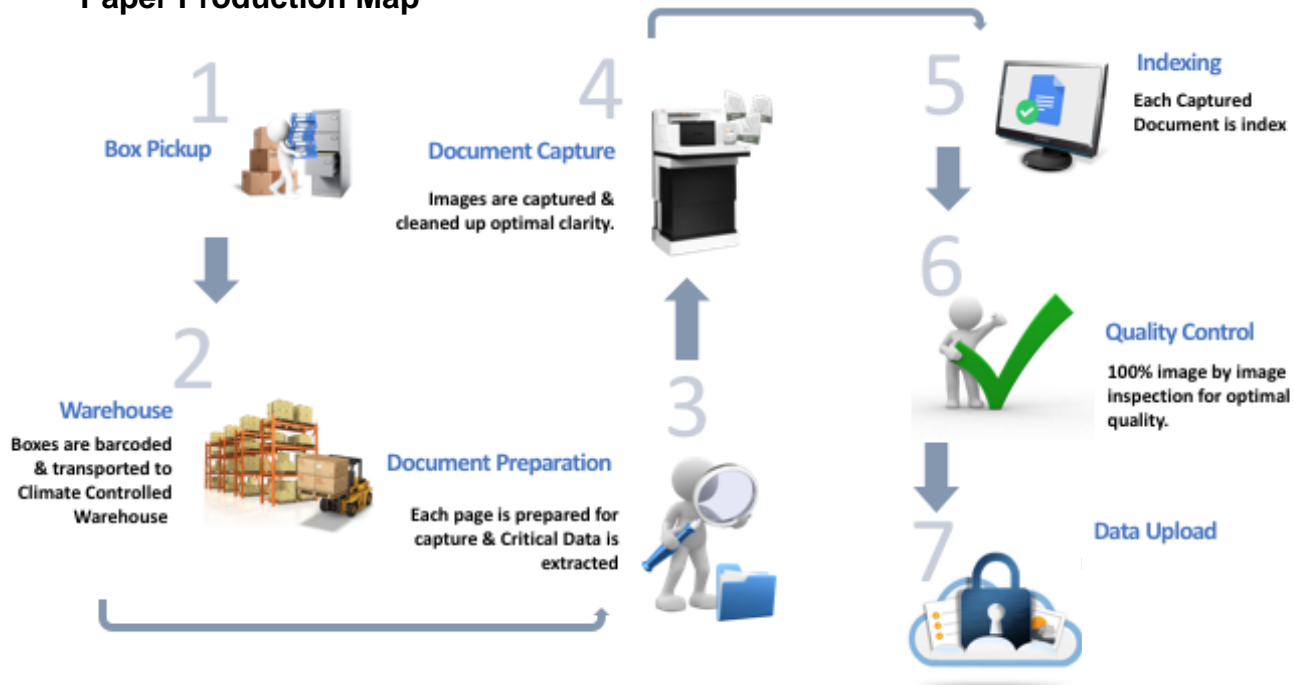 Paper Production Map
1
Box Pickup
2
Warehouse
Boxes are barcoded
& transported to
Climate Controlled
Warehouse
3
Document Preparation
Each page is prepared for
capture & Critical Data is
extracted
4
Document Capture
Images are captured &
cleaned up optimal clarity.
5
Indexing
Each Captured
Document is index
6
Quality Control
100% image by image
inspection for optimal
quality.
7
Data Upload